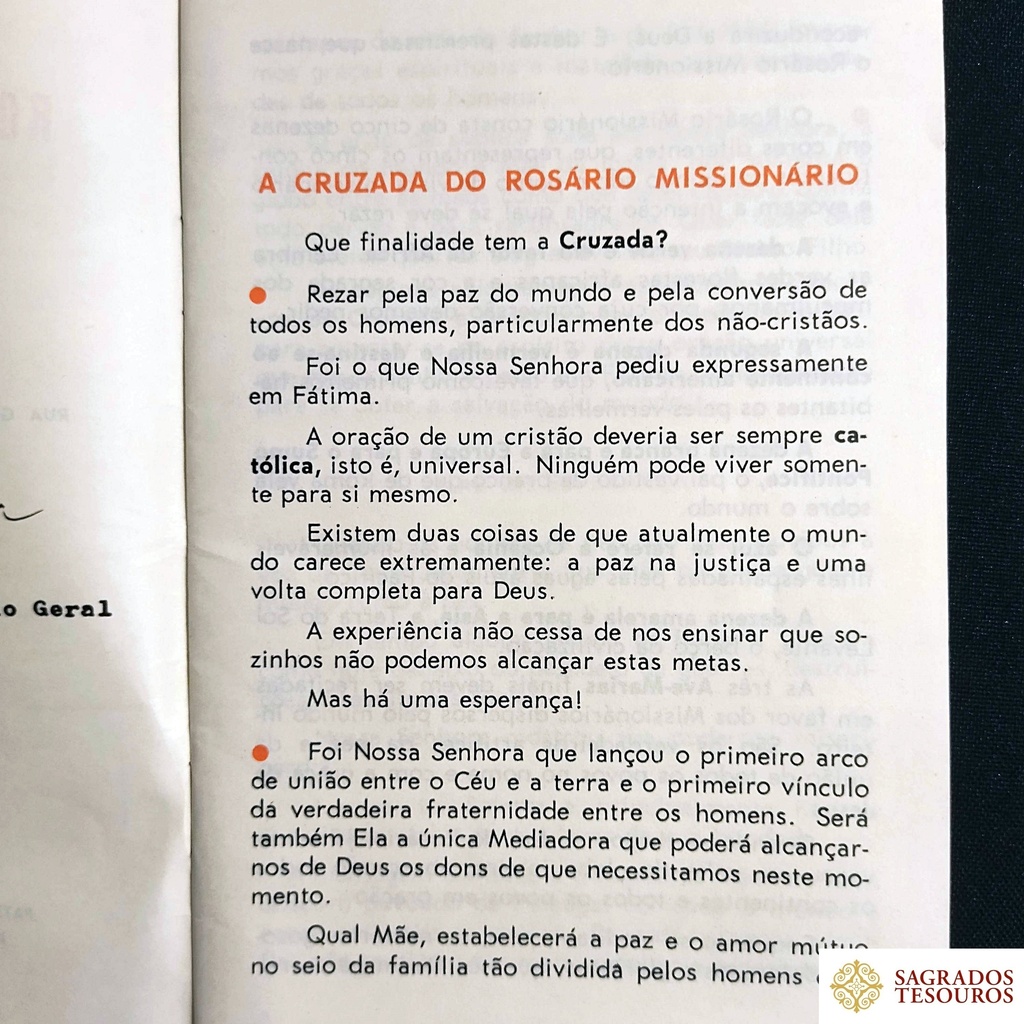 A CRUZADA DO ROSÁRIO MISSIONÁRIO
Que finalidade tem a Cruzada?
● Rezar pela paz do mundo e pela conversão de
todos os homens, particularmente dos não-cristãos.
Foi o que Nossa Senhora pediu expressamente
em Fátima.
A oração de um cristão deveria ser sempre ca-
tólica, isto é, universal. Ninguém pode viver somen-
te para si mesmo.
Existem duas coisas de que atualmente o mun-
do carece extremamente: a paz na justiça e uma
volta completa para Deus.
A experiência não cessa de nos ensinar que so-
zinhos não podemos alcançar estas metas.
Mas há uma esperança!
● Foi Nossa Senhora que lançou o primeiro arco
de união entre o Céu e a terra e o primeiro vínculo
da verdadeira fraternidade entre os homens. Será
também Ela a única Mediadora que poderá alcançar-
nos de Deus os dons de que necessitamos neste mo-
mento.
Qual Mãe, estabelecerá a paz e o amor mútuo
no seio da família tão dividida pelos homens
Geral
SAGRADOS
TESOUROS